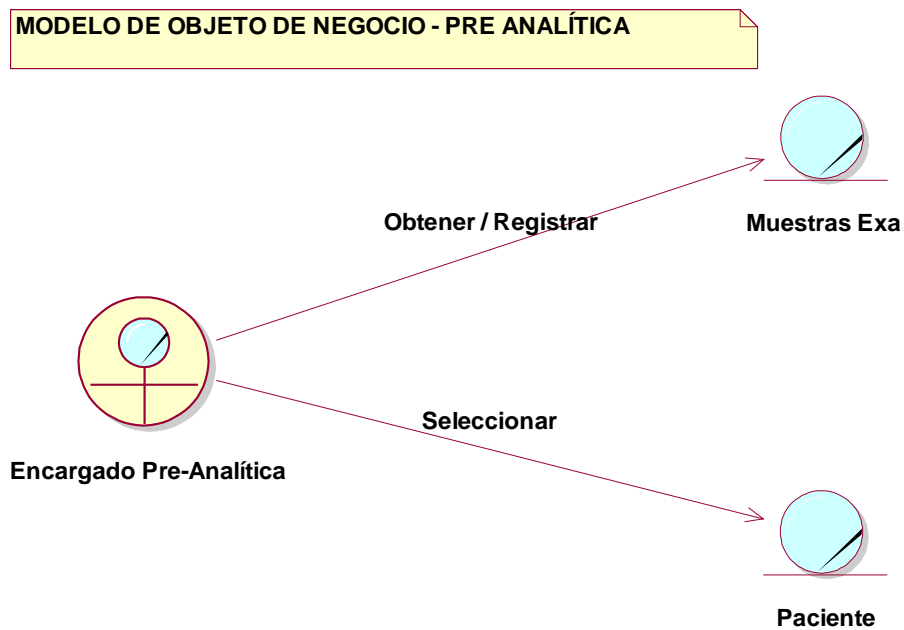 MODELO DE OBJETO DE NEGOCIO - PRE ANALÍTICA
Obtener / Registrar
Muestras Exa
Seleccionar
Encargado Pre-Analítica
Paciente